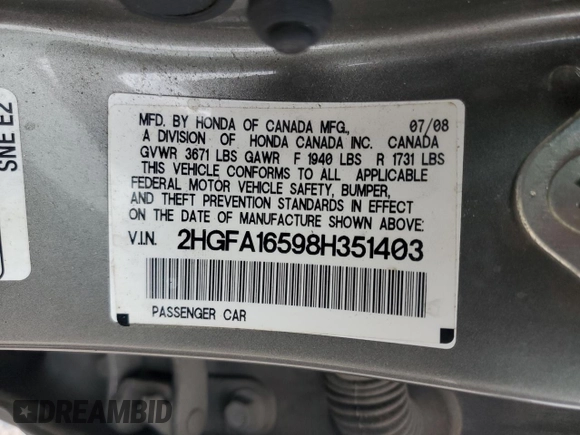 MFD. BY HONDA OF CANADA MFG., 07/08
A DIVISION OF HONDA CANADA INC. CANADA
GVWR 3671 LBS GAWR F 1940 LBS R 1731 LBS
THIS VEHICLE CONFORMS TO ALL APPLICABLE
FEDERAL MOTOR VEHICLE SAFETY, BUMPER,
AND THEFT PREVENTION STANDARDS IN EFFECT
ON THE DATE OF MANUFACTURE SHOWN ABOVE:
V.I.N. 2HGFA16598H351403
PASSENGER CAR
SNE E2
DREAMBID